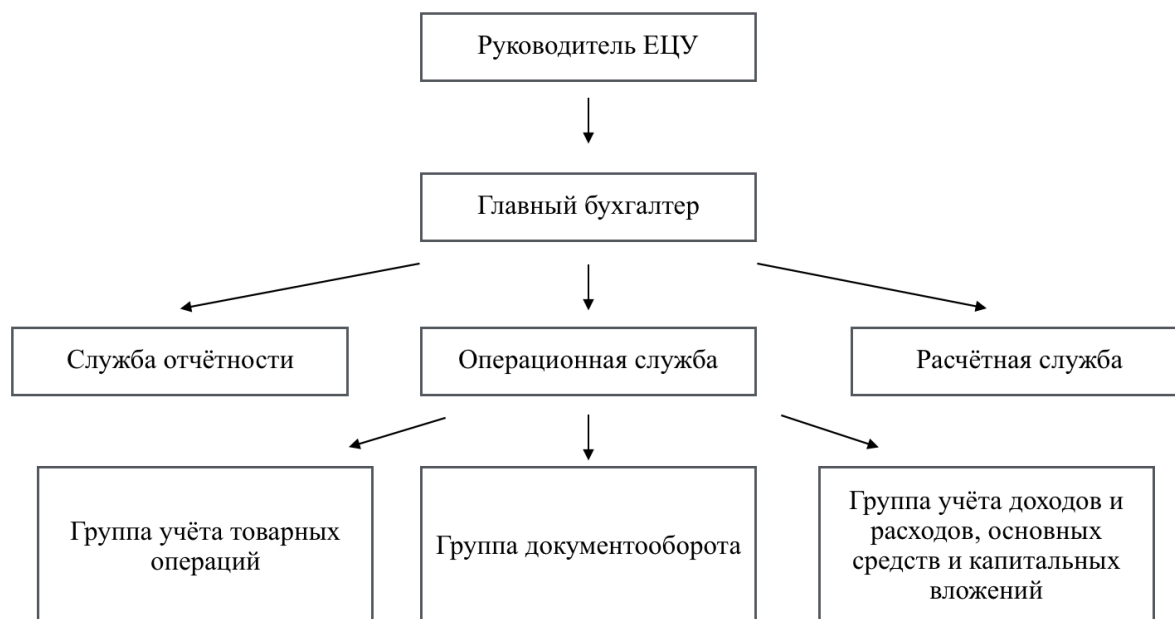 Руководитель ЕЦУ
Главный бухгалтер
Служба отчётности
Операционная служба
Расчётная служба
Группа учёта товарных
операций
Группа документооборота
Группа учёта доходов и
расходов, основных
средств и капитальных
вложений